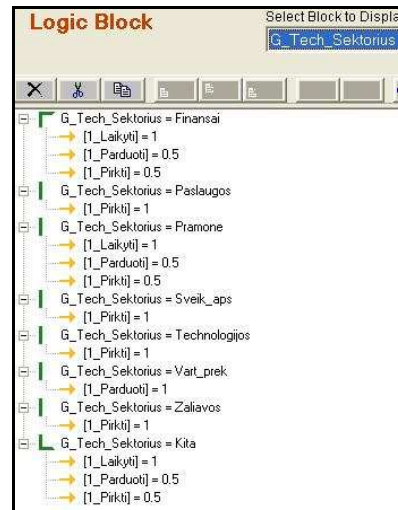 Logic Block
Select Block to Displa
G_Tech_Sektorius
G_Tech_Sektorius = Finansai
[1_Laikyti] = 1
[1_Parduoti] = 0.5
[1_Pirkti] = 0.5
G_Tech_Sektorius = Paslaugos
[1_Pirkti] = 1
G_Tech_Sektorius = Pramone
[1_Laikyti] = 1
[1_Parduoti] = 0.5
[1_Pirkti] = 0.5
G_Tech_Sektorius = Sveik_aps
[1_Pirkti] = 1
G_Tech_Sektorius = Technologijos
[1_Pirkti] = 1
G_Tech_Sektorius = Vart_prek
[1_Parduoti] = 1
G_Tech_Sektorius = Zaliavos
[1_Pirkti] = 1
G_Tech_Sektorius = Kita
[1_Laikyti] = 1
[1_Parduoti] = 0.5
[1_Pirkti] = 0.5